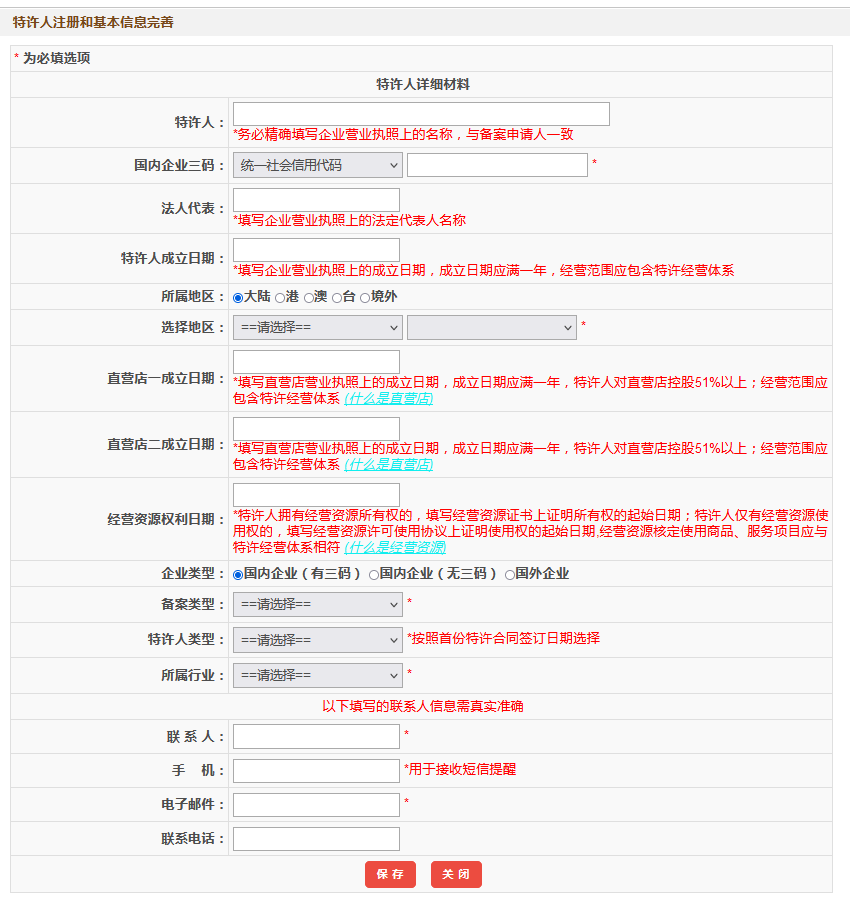 特许人注册和基本信息完善
* 为必填选项
特许人详细材料
特许人：
*务必精确填写企业营业执照上的名称，与备案申请人一致
国内企业三码： 统一社会信用代码 *
法人代表：
*填写企业营业执照上的法定代表人名称
特许人成立日期：
*填写企业营业执照上的成立日期，成立日期应满一年，经营范围应包含特许经营体系
所属地区： 大陆 港 澳 台 境外
选择地区： ==请选择== *
直营店一成立日期：
*填写直营店营业执照上的成立日期，成立日期应满一年，特许人对直营店控股51%以上；经营范围应
包含特许经营体系 (什么是直营店)
直营店二成立日期：
*填写直营店营业执照上的成立日期，成立日期应满一年，特许人对直营店控股51%以上；经营范围应
包含特许经营体系 (什么是直营店)
经营资源权利日期：
*特许人拥有经营资源所有权的，填写经营资源证书上证明所有权的起始日期；特许人仅有经营资源使
用权的，填写经营资源许可使用协议上证明使用权的起始日期,经营资源核定使用商品、服务项目应与
特许经营体系相符 (什么是经营资源)
企业类型： 国内企业（有三码） 国内企业（无三码） 国外企业
备案类型： ==请选择== *
特许人类型： ==请选择== *按照首份特许合同签订日期选择
所属行业： ==请选择== *
以下填写的联系人信息需真实准确
联 系 人： *
手 机： *用于接收短信提醒
电子邮件： *
联系电话：
保 存 关 闭